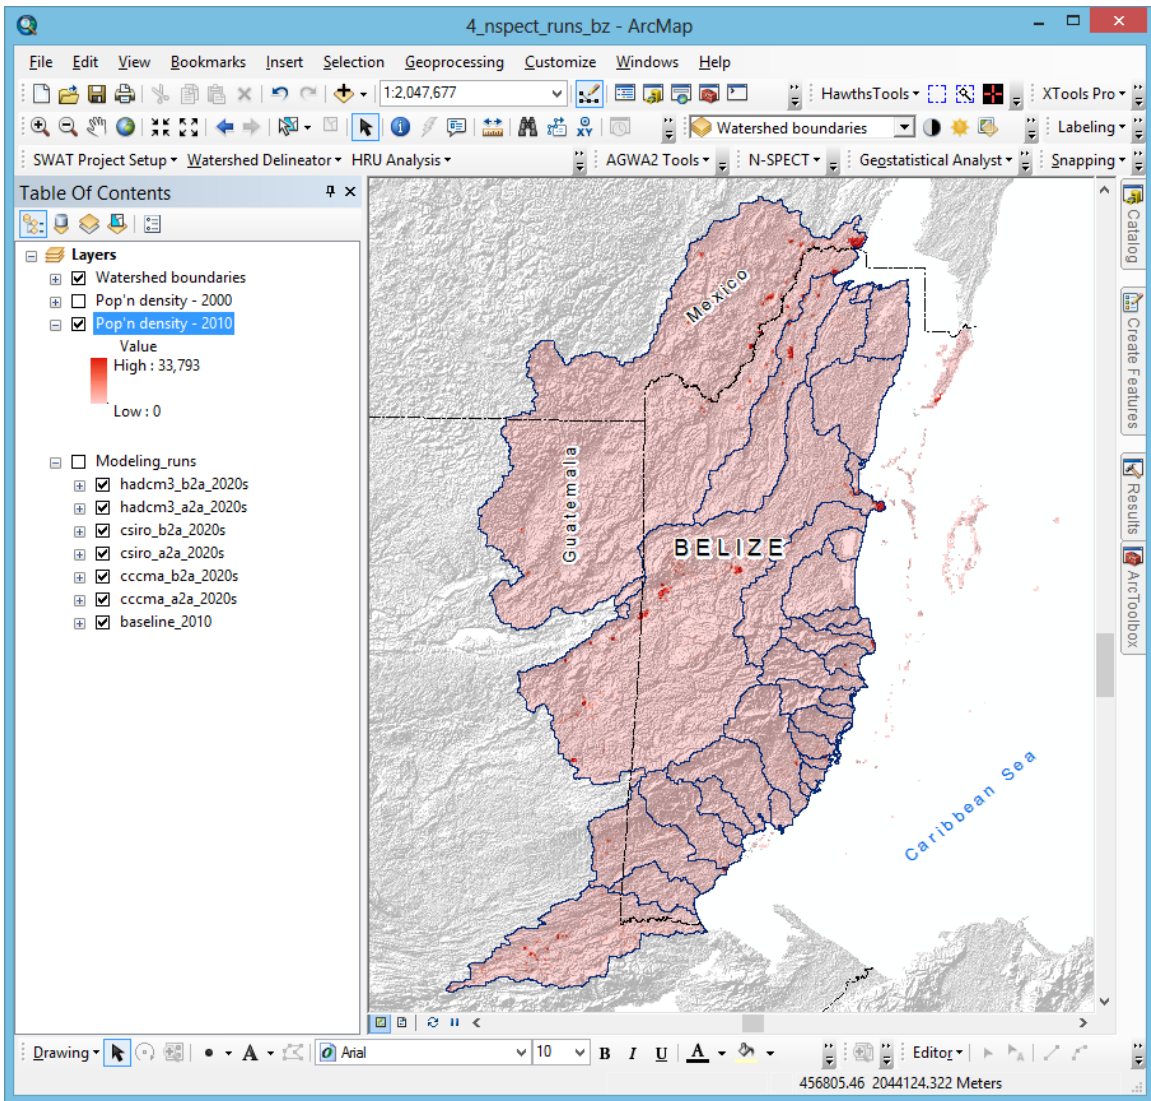 4_nspect_runs_bz - ArcMap
File Edit View Bookmarks Insert Selection Geoprocessing Customize Windows Help
1:2,047,677 HawthsTools XTools Pro
Watershed boundaries Labeling
SWAT Project Setup Watershed Delineator HRU Analysis AGWA2 Tools N-SPECT Geostatistical Analyst Snapping
Table Of Contents
Layers
Watershed boundaries
Pop'n density - 2000
Pop'n density - 2010
Value
High : 33,793
Low : 0
Modeling_runs
hadcm3_b2a_2020s
hadcm3_a2a_2020s
csiro_b2a_2020s
csiro_a2a_2020s
cccma_b2a_2020s
cccma_a2a_2020s
baseline_2010
Mexico
Guatemala
BELIZE
Caribbean Sea
Catalog
Create Features
Results
ArcToolbox
Drawing A Arial 10 B I U A Editor
456805.46 2044124.322 Meters